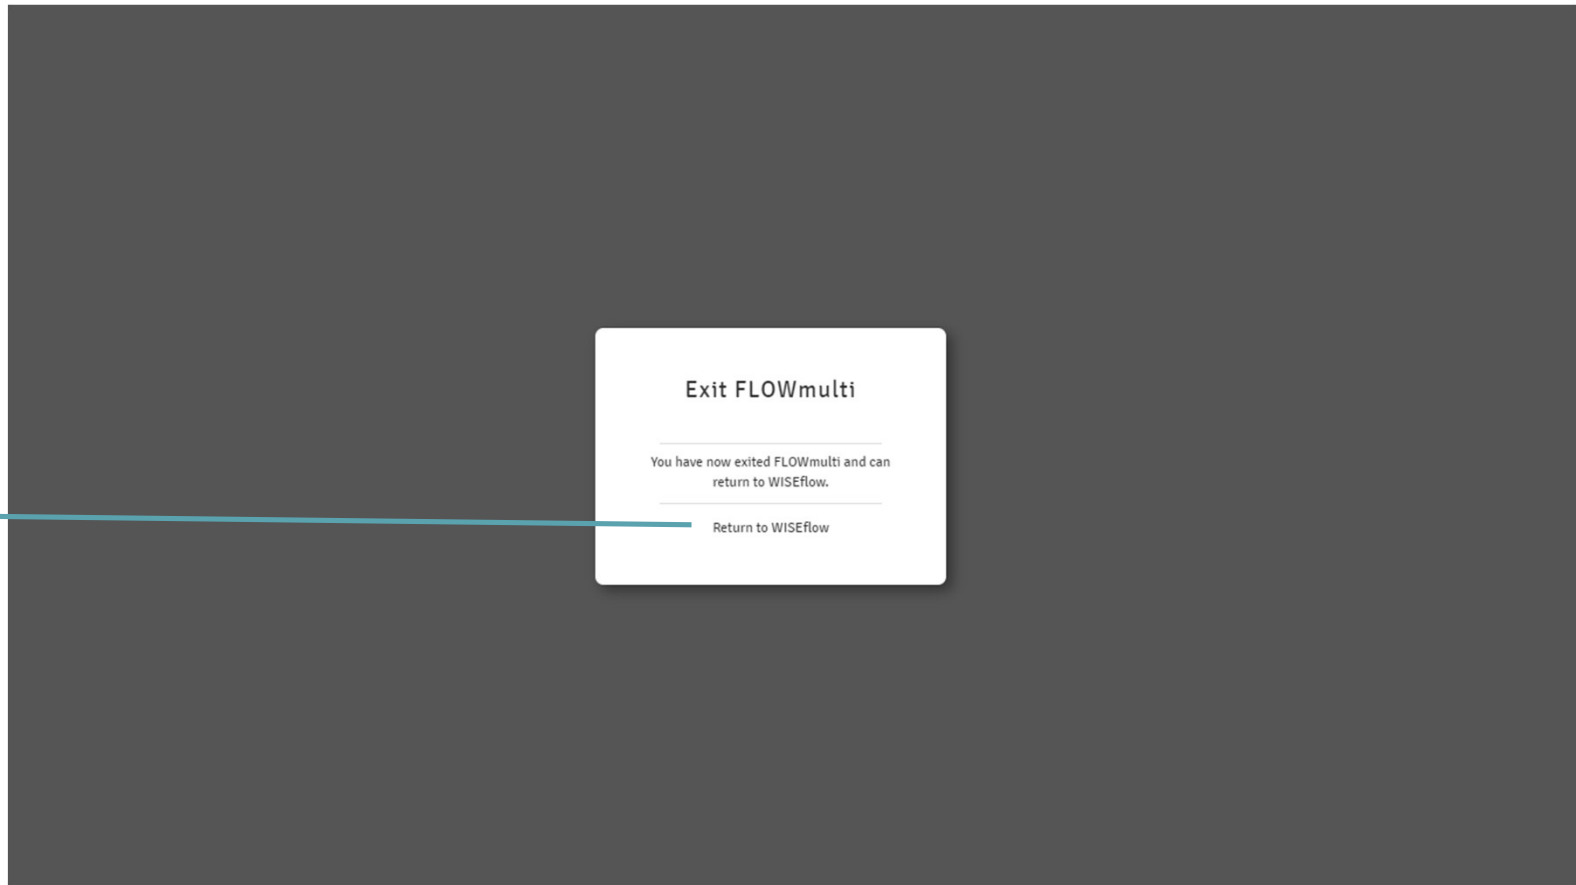 Exit FLOWmulti
You have now exited FLOWmulti and can
return to WISEflow.
Return to WISEflow